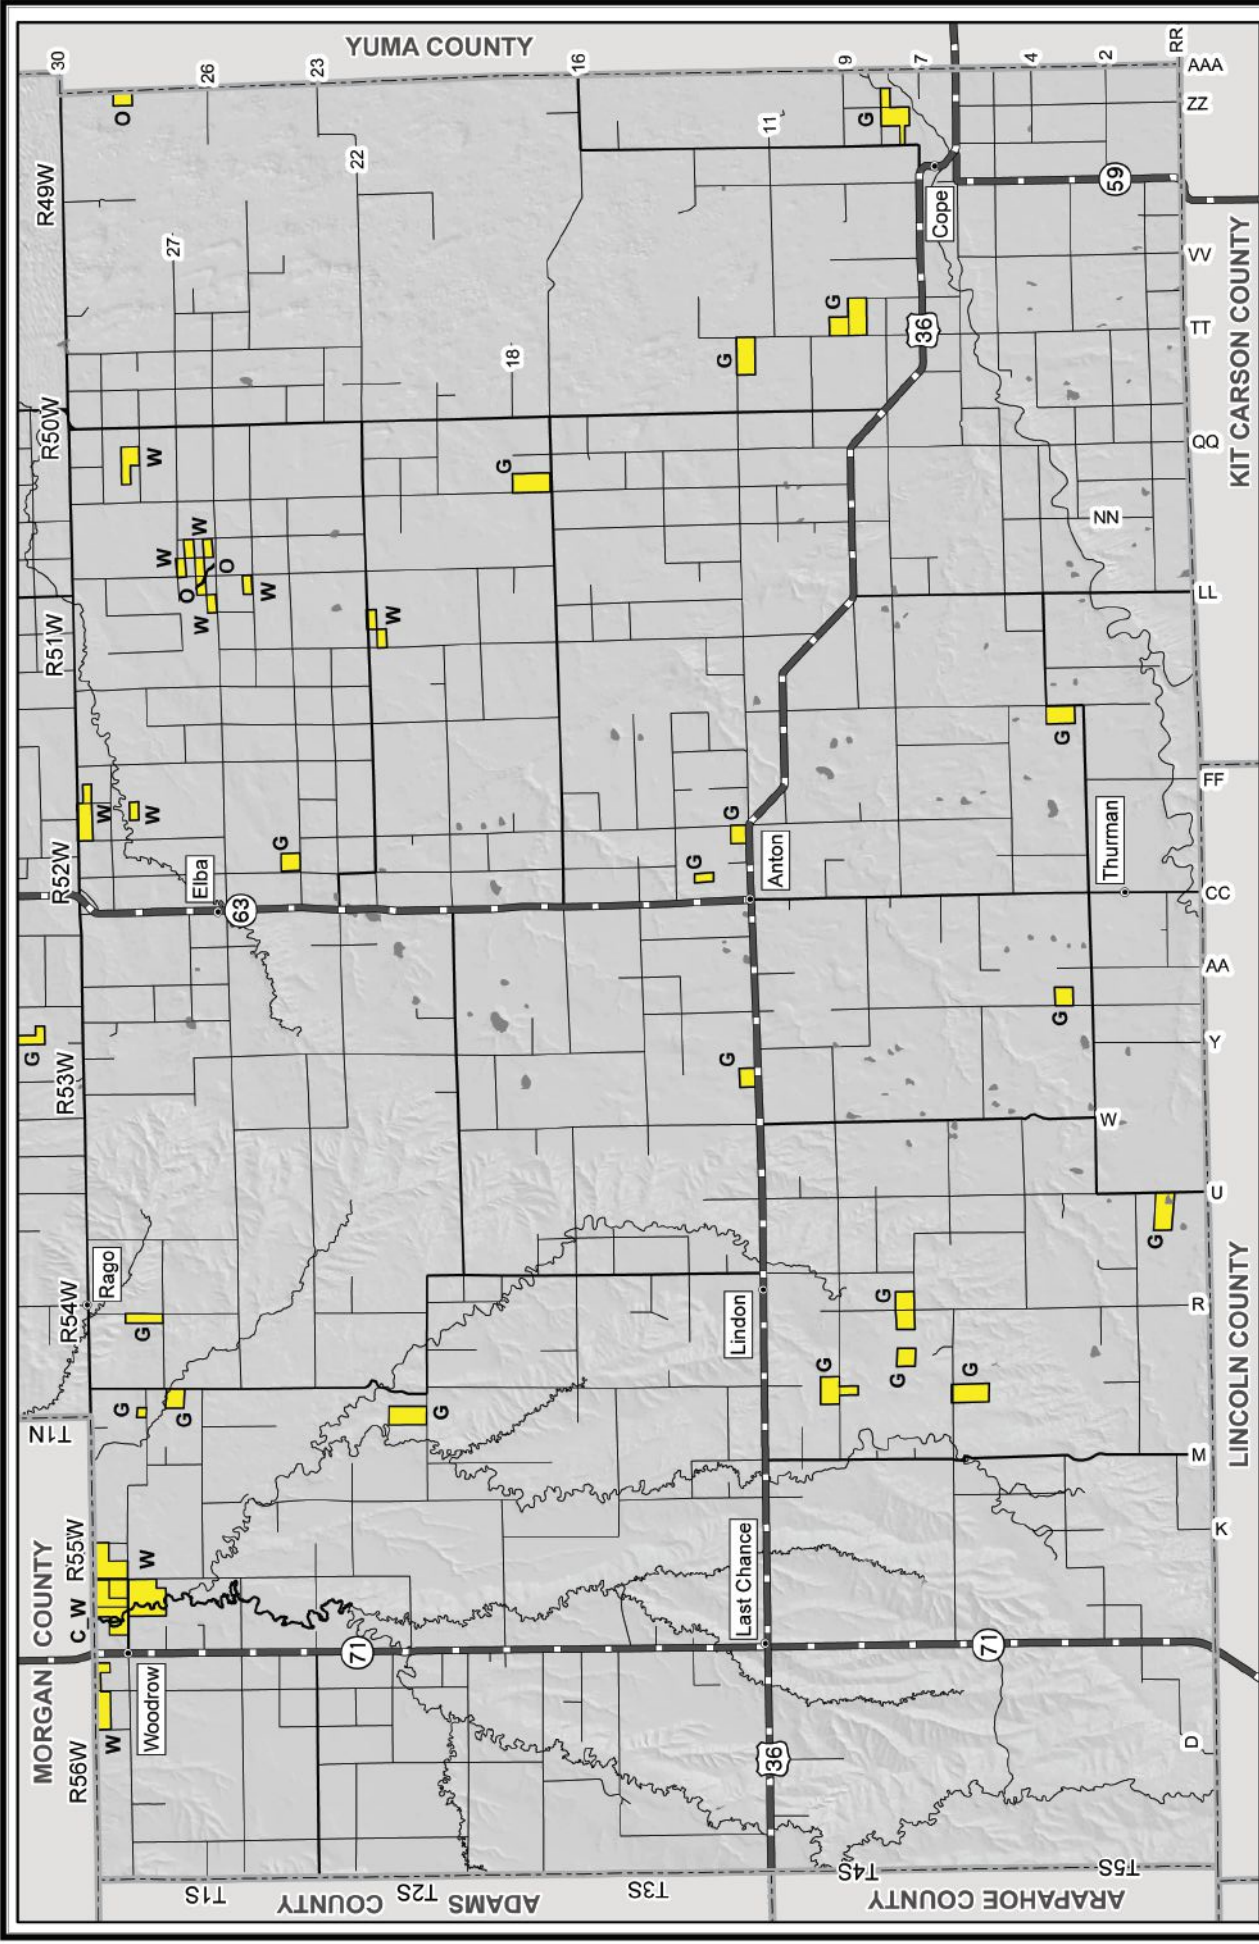 YUMA COUNTY
30
26
23
22
16
11
9
7
4
2
RR
AAA
ZZ
O
G
R49W
27
59
Cope
VV
KIT CARSON COUNTY
18
G
G
36
TT
R50W
W
G
QQ
W
W
O
O
W
W
W
NN
LL
R51W
G
FF
W
W
G
G
G
Anton
Thurman
R52W
Elba
63
CC
AA
G
G
G
Y
R53W
W
U
G
LINCOLN COUNTY
R54W
Rago
G
Lindon
G
R
G
G
G
G
G
G
T1N
M
MORGAN COUNTY
R55W
C_W
W
Last Chance
K
71
71
Woodrow
W
R56W
36
D
T1S
T2S
T3S
T4S
T5S
ADAMS
COUNTY
ARAPAHOE COUNTY